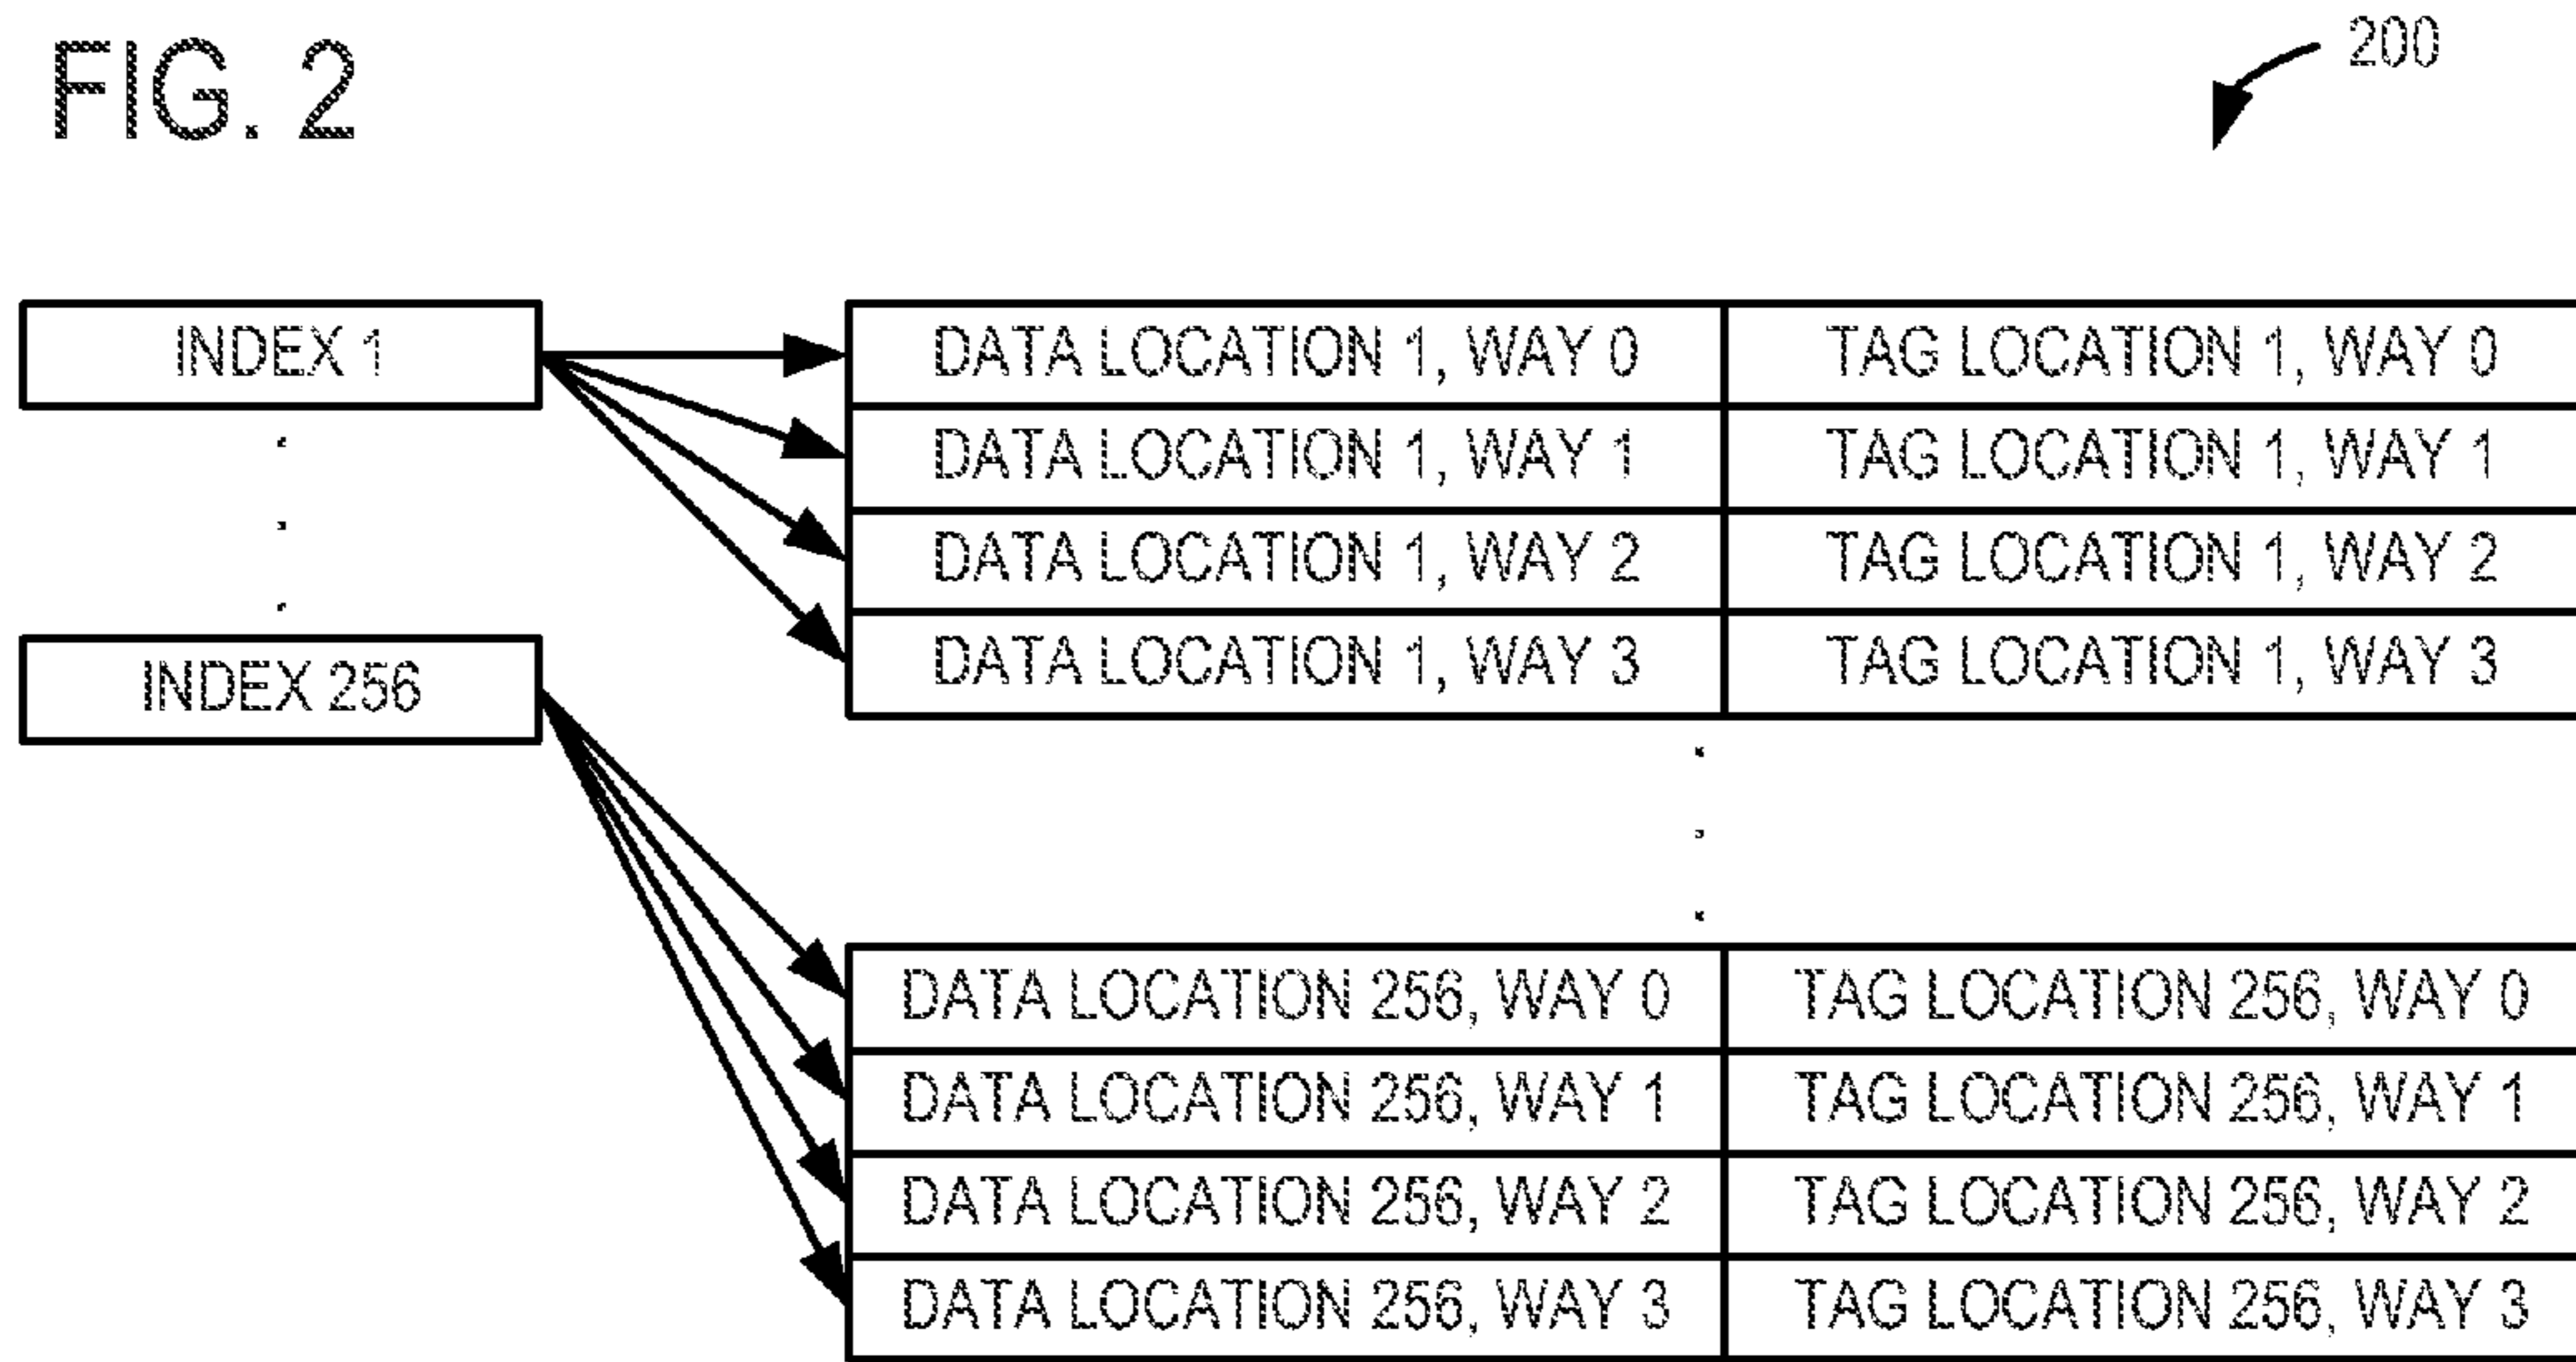 FIG. 2
200
INDEX 1
DATA LOCATION 1, WAY 0 TAG LOCATION 1, WAY 0
DATA LOCATION 1, WAY 1 TAG LOCATION 1, WAY 1
DATA LOCATION 1, WAY 2 TAG LOCATION 1, WAY 2
DATA LOCATION 1, WAY 3 TAG LOCATION 1, WAY 3
INDEX 256
DATA LOCATION 256, WAY 0 TAG LOCATION 256, WAY 0
DATA LOCATION 256, WAY 1 TAG LOCATION 256, WAY 1
DATA LOCATION 256, WAY 2 TAG LOCATION 256, WAY 2
DATA LOCATION 256, WAY 3 TAG LOCATION 256, WAY 3